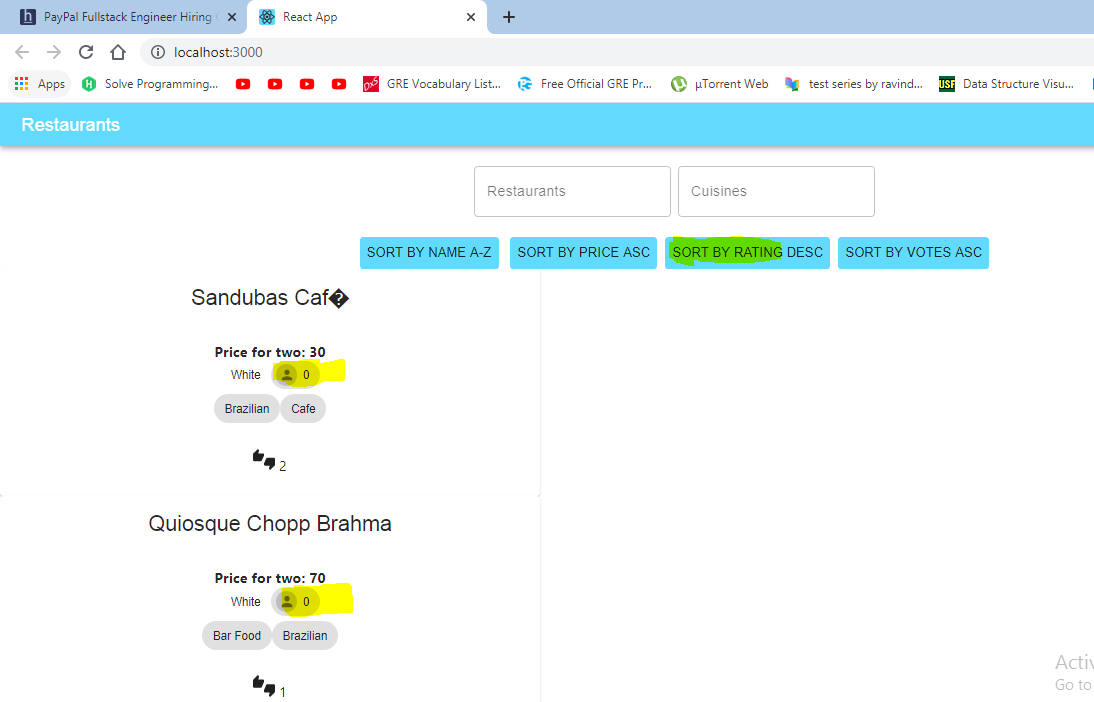 PayPal Fullstack Engineer Hiring
React App
localhost:3000
Apps
Solve Programming...
GRE Vocabulary List...
Free Official GRE Pr...
µTorrent Web
test series by ravind...
USF
Data Structure Visu...
Restaurants
Restaurants
Cuisines
SORT BY NAME A-Z
SORT BY PRICE ASC
SORT BY RATING DESC
SORT BY VOTES ASC
Sandubas Caf�
Price for two: 30
White
0
Brazilian
Cafe
2
Quiosque Chopp Brahma
Price for two: 70
White
0
Bar Food
Brazilian
1
Go to